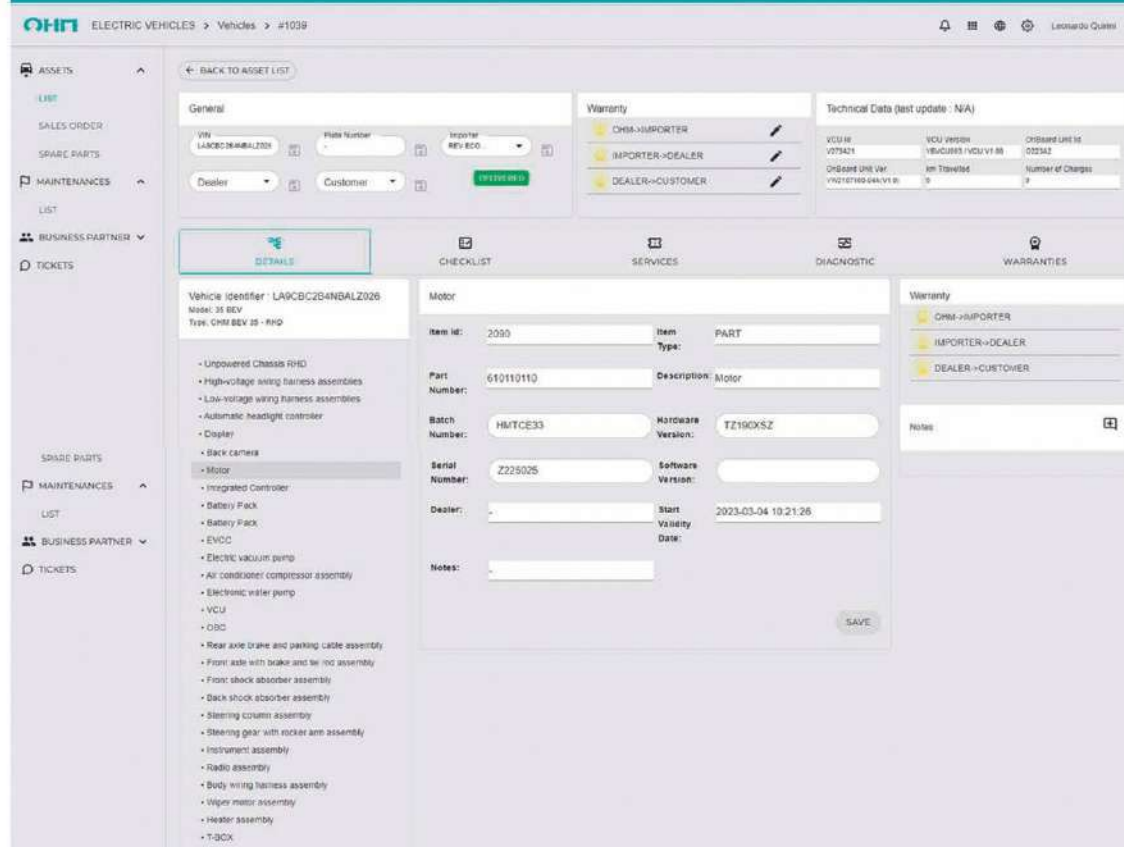 OHM ELECTRIC VEHICLES > Vehicles > #1039
Leonardo Quirini
ASSETS
LIST
SALES ORDER
SPARE PARTS
MAINTENANCES
LIST
BUSINESS PARTNER
TICKETS
SPARE PARTS
MAINTENANCES
LIST
BUSINESS PARTNER
TICKETS
← BACK TO ASSET LIST
General
VIN
Plate Number
-
Importer
REV ECO...
Dealer
Customer
DELIVERED
Warranty
OHM->IMPORTER
IMPORTER->DEALER
DEALER->CUSTOMER
Technical Data (last update : N/A)
VCU Id
V073421
VCU Version
OnBoard Unit Id
022342
OnBoard Unit Ver
km Travelled
0
Number of Charges
0
DETAILS
CHECKLIST
SERVICES
DIAGNOSTIC
WARRANTIES
Vehicle Identifier : LA9CBC2B4NBALZ026
Model: 35 BEV
Type: OHM BEV 35 - RHD
• Unpowered Chassis RHD
• High-voltage wiring harness assemblies
• Low-voltage wiring harness assemblies
• Automatic headlight controller
• Display
• Back camera
• Motor
• Integrated Controller
• Battery Pack
• Battery Pack
• EVCC
• Electric vacuum pump
• Air conditioner compressor assembly
• Electronic water pump
• VCU
• OBC
• Rear axle brake and parking cable assembly
• Front axle with brake and tie rod assembly
• Front shock absorber assembly
• Back shock absorber assembly
• Steering column assembly
• Steering gear with rocker arm assembly
• Instrument assembly
• Radio assembly
• Body wiring harness assembly
• Wiper motor assembly
• Heater assembly
• T-BOX
Motor
Item Id: 2090
Item Type: PART
Part Number: 610110110
Description: Motor
Batch Number: HMTCE33
Hardware Version: TZ190XSZ
Serial Number: Z225025
Software Version:
Dealer: -
Start Validity Date: 2023-03-04 10:21:26
Notes: -
SAVE
Warranty
OHM->IMPORTER
IMPORTER->DEALER
DEALER->CUSTOMER
Notes